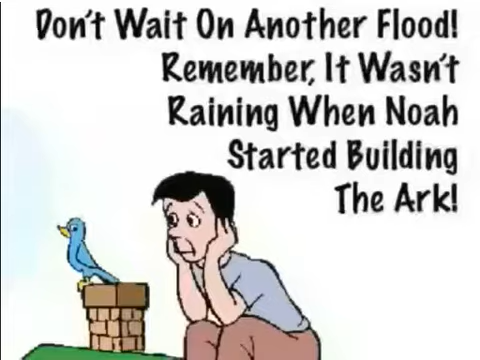 Don't Wait On Another Flood!
Remember, It Wasn't
Raining When Noah
Started Building
The Ark!